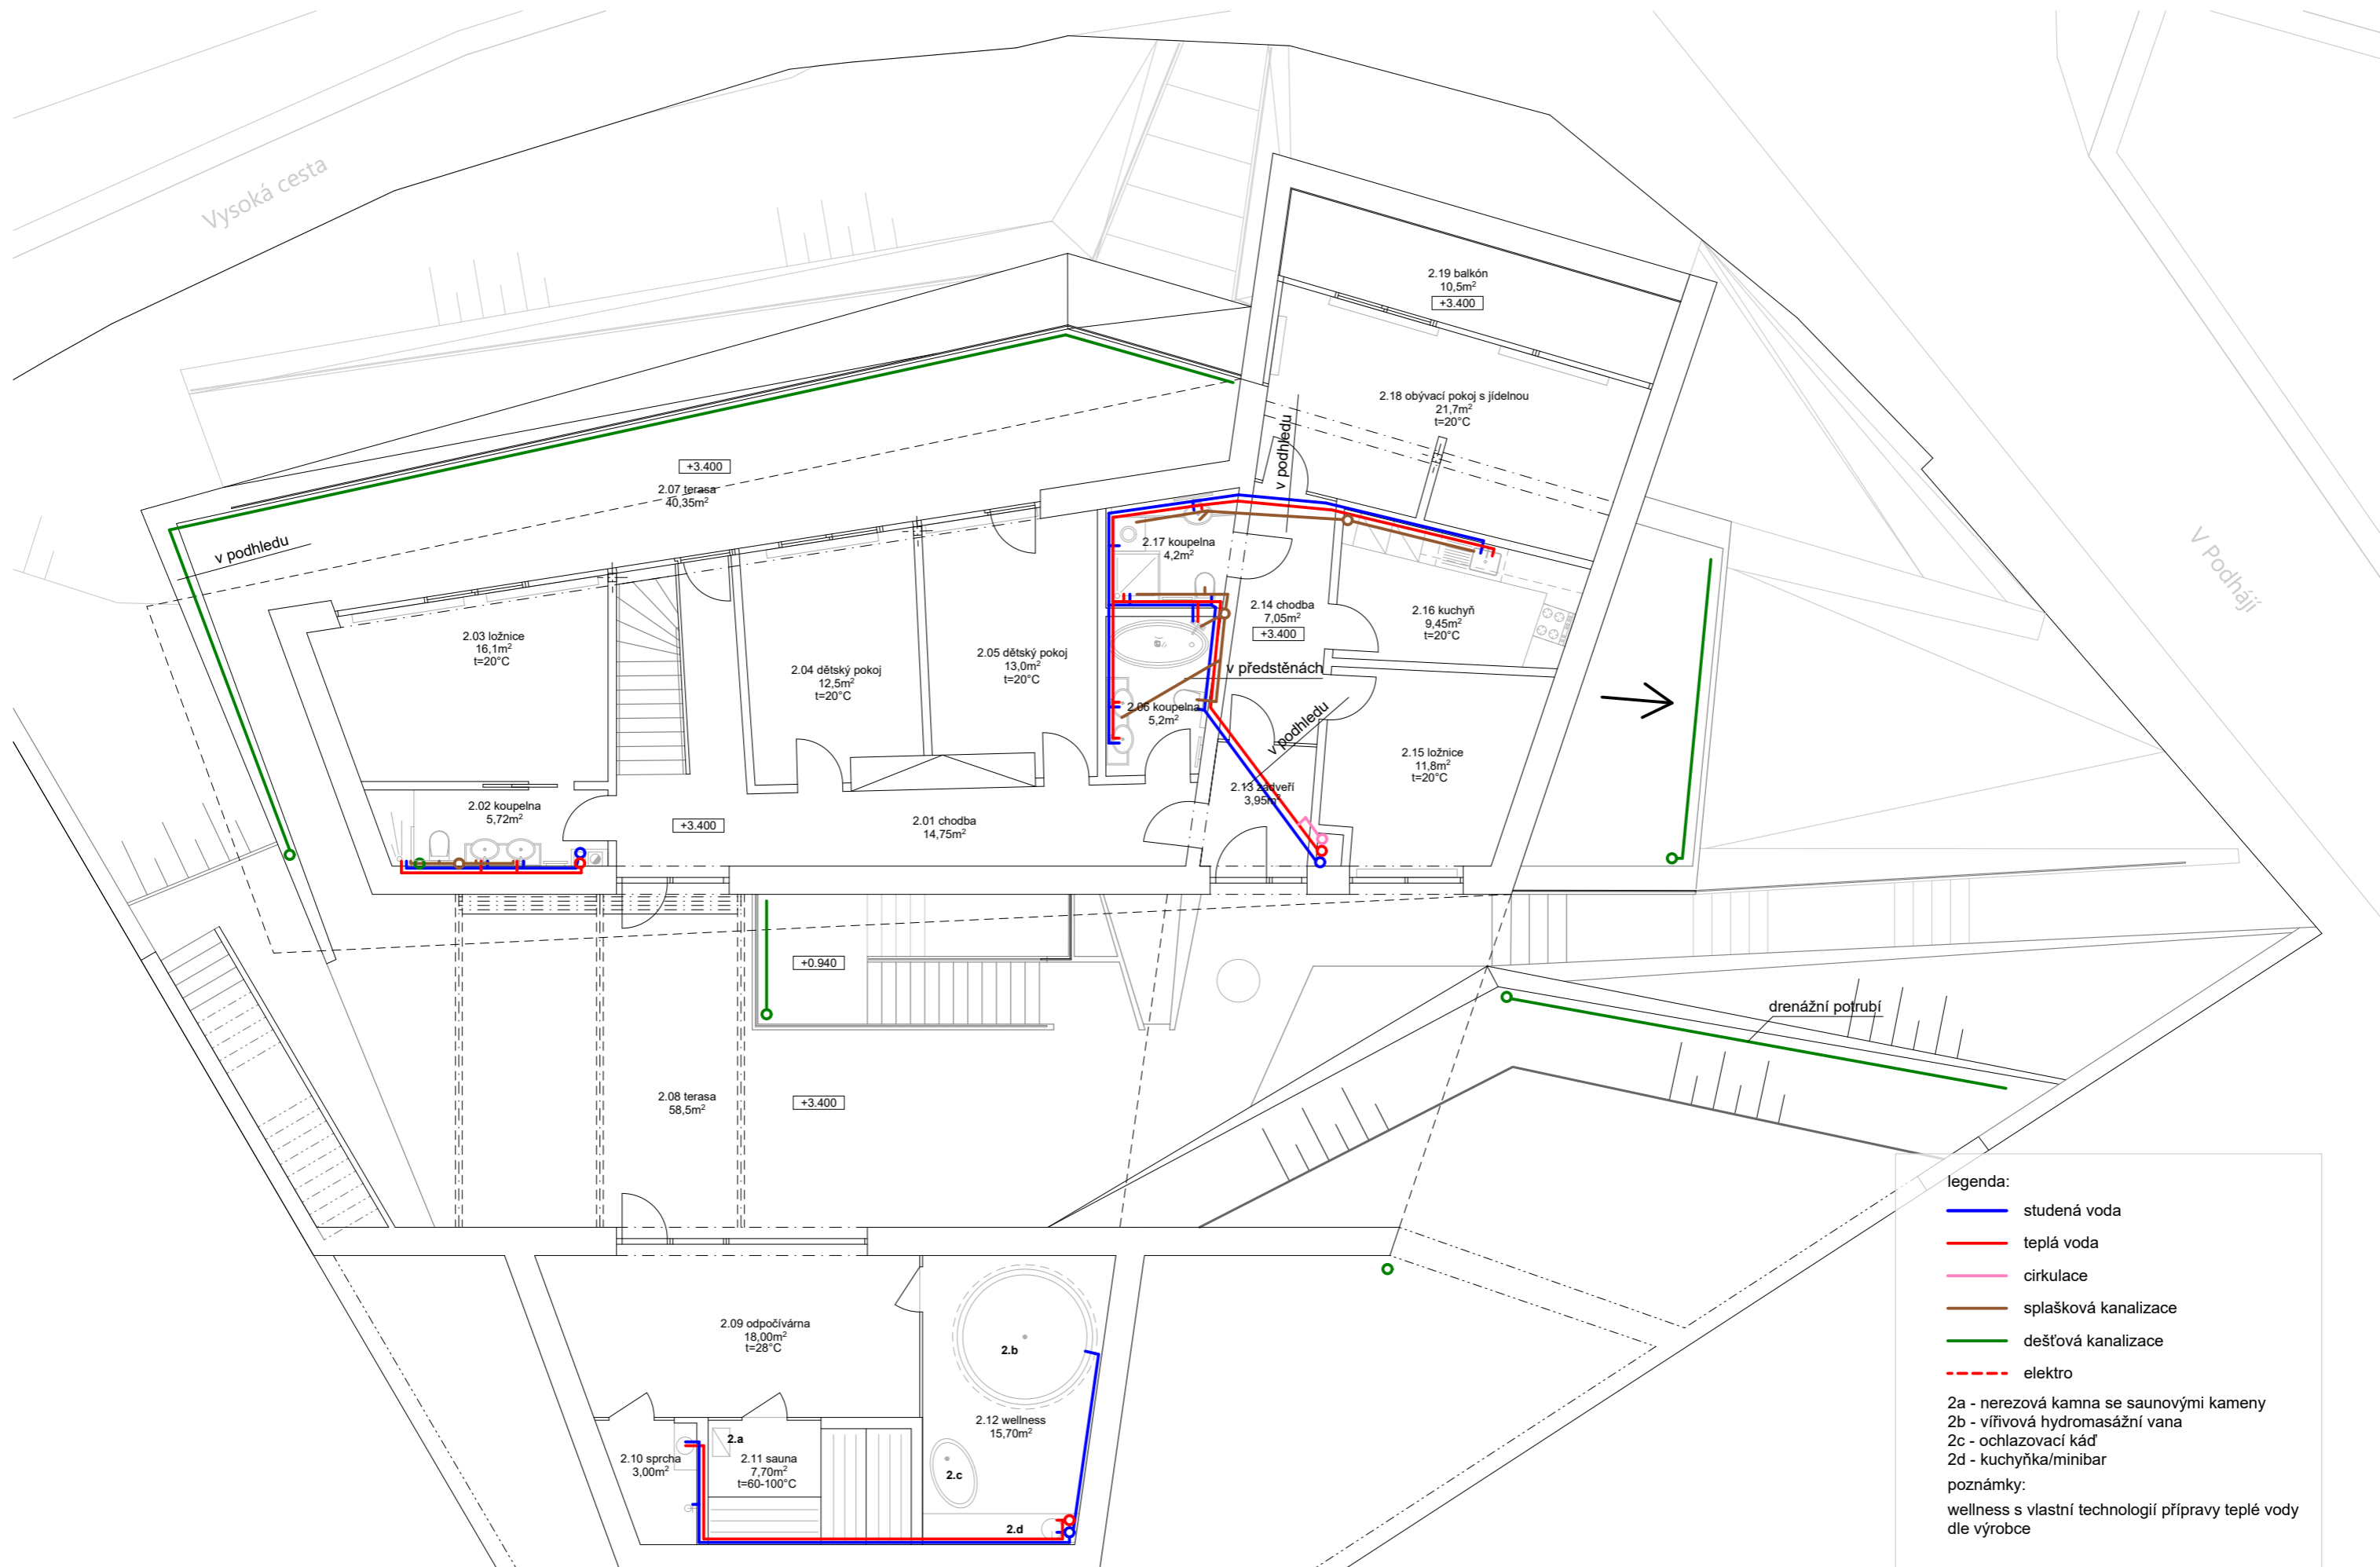 Vysoká cesta
V Podhájí
2.19 balkón
10,5m²
+3.400
2.18 obývací pokoj s jídelnou
21,7m²
t=20°C
v podhledu
+3.400
2.07 terasa
40,35m²
v podhledu
2.17 koupelna
4,2m²
2.14 chodba
7,05m²
+3.400
2.16 kuchyň
9,45m²
t=20°C
2.03 ložnice
16,1m²
t=20°C
2.04 dětský pokoj
12,5m²
t=20°C
2.05 dětský pokoj
13,0m²
t=20°C
v předstěnách
2.06 koupelna
5,2m²
v podhledu
2.15 ložnice
11,8m²
t=20°C
2.13 zádveří
3,95m²
2.02 koupelna
5,72m²
+3.400
2.01 chodba
14,75m²
+0.940
drenážní potrubí
2.08 terasa
58,5m²
+3.400
2.09 odpočívárna
18,00m²
t=28°C
2.b
2.12 wellness
15,70m²
2.10 sprcha
3,00m²
2.a
2.11 sauna
7,70m²
t=60-100°C
2.c
2.d
legenda:
studená voda
teplá voda
cirkulace
splašková kanalizace
dešťová kanalizace
elektro
2a - nerezová kamna se saunovými kameny
2b - vířivová hydromasážní vana
2c - ochlazovací káď
2d - kuchyňka/minibar
poznámky:
wellness s vlastní technologií přípravy teplé vody
dle výrobce